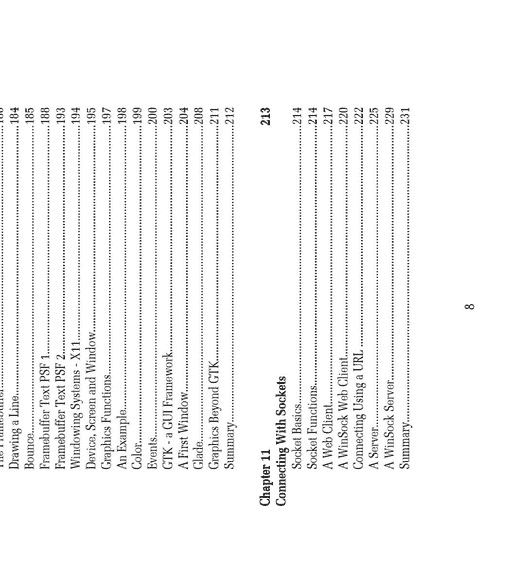 Drawing a Line....184
Bounce....185
Framebuffer Text PSF 1....188
Framebuffer Text PSF 2....193
Windowing Systems - X11....194
Device, Screen and Window....195
Graphics Functions....197
An Example....198
Color....199
Events....200
GTK - a GUI Framework....203
A First Window....204
Glade....208
Graphics Beyond GTK....211
Summary....212
Chapter 11 213
Connecting With Sockets
Socket Basics....214
Socket Functions....214
A Web Client....217
A WinSock Web Client....220
Connecting Using a URL....222
A Server....225
A WinSock Server....229
Summary....231
8